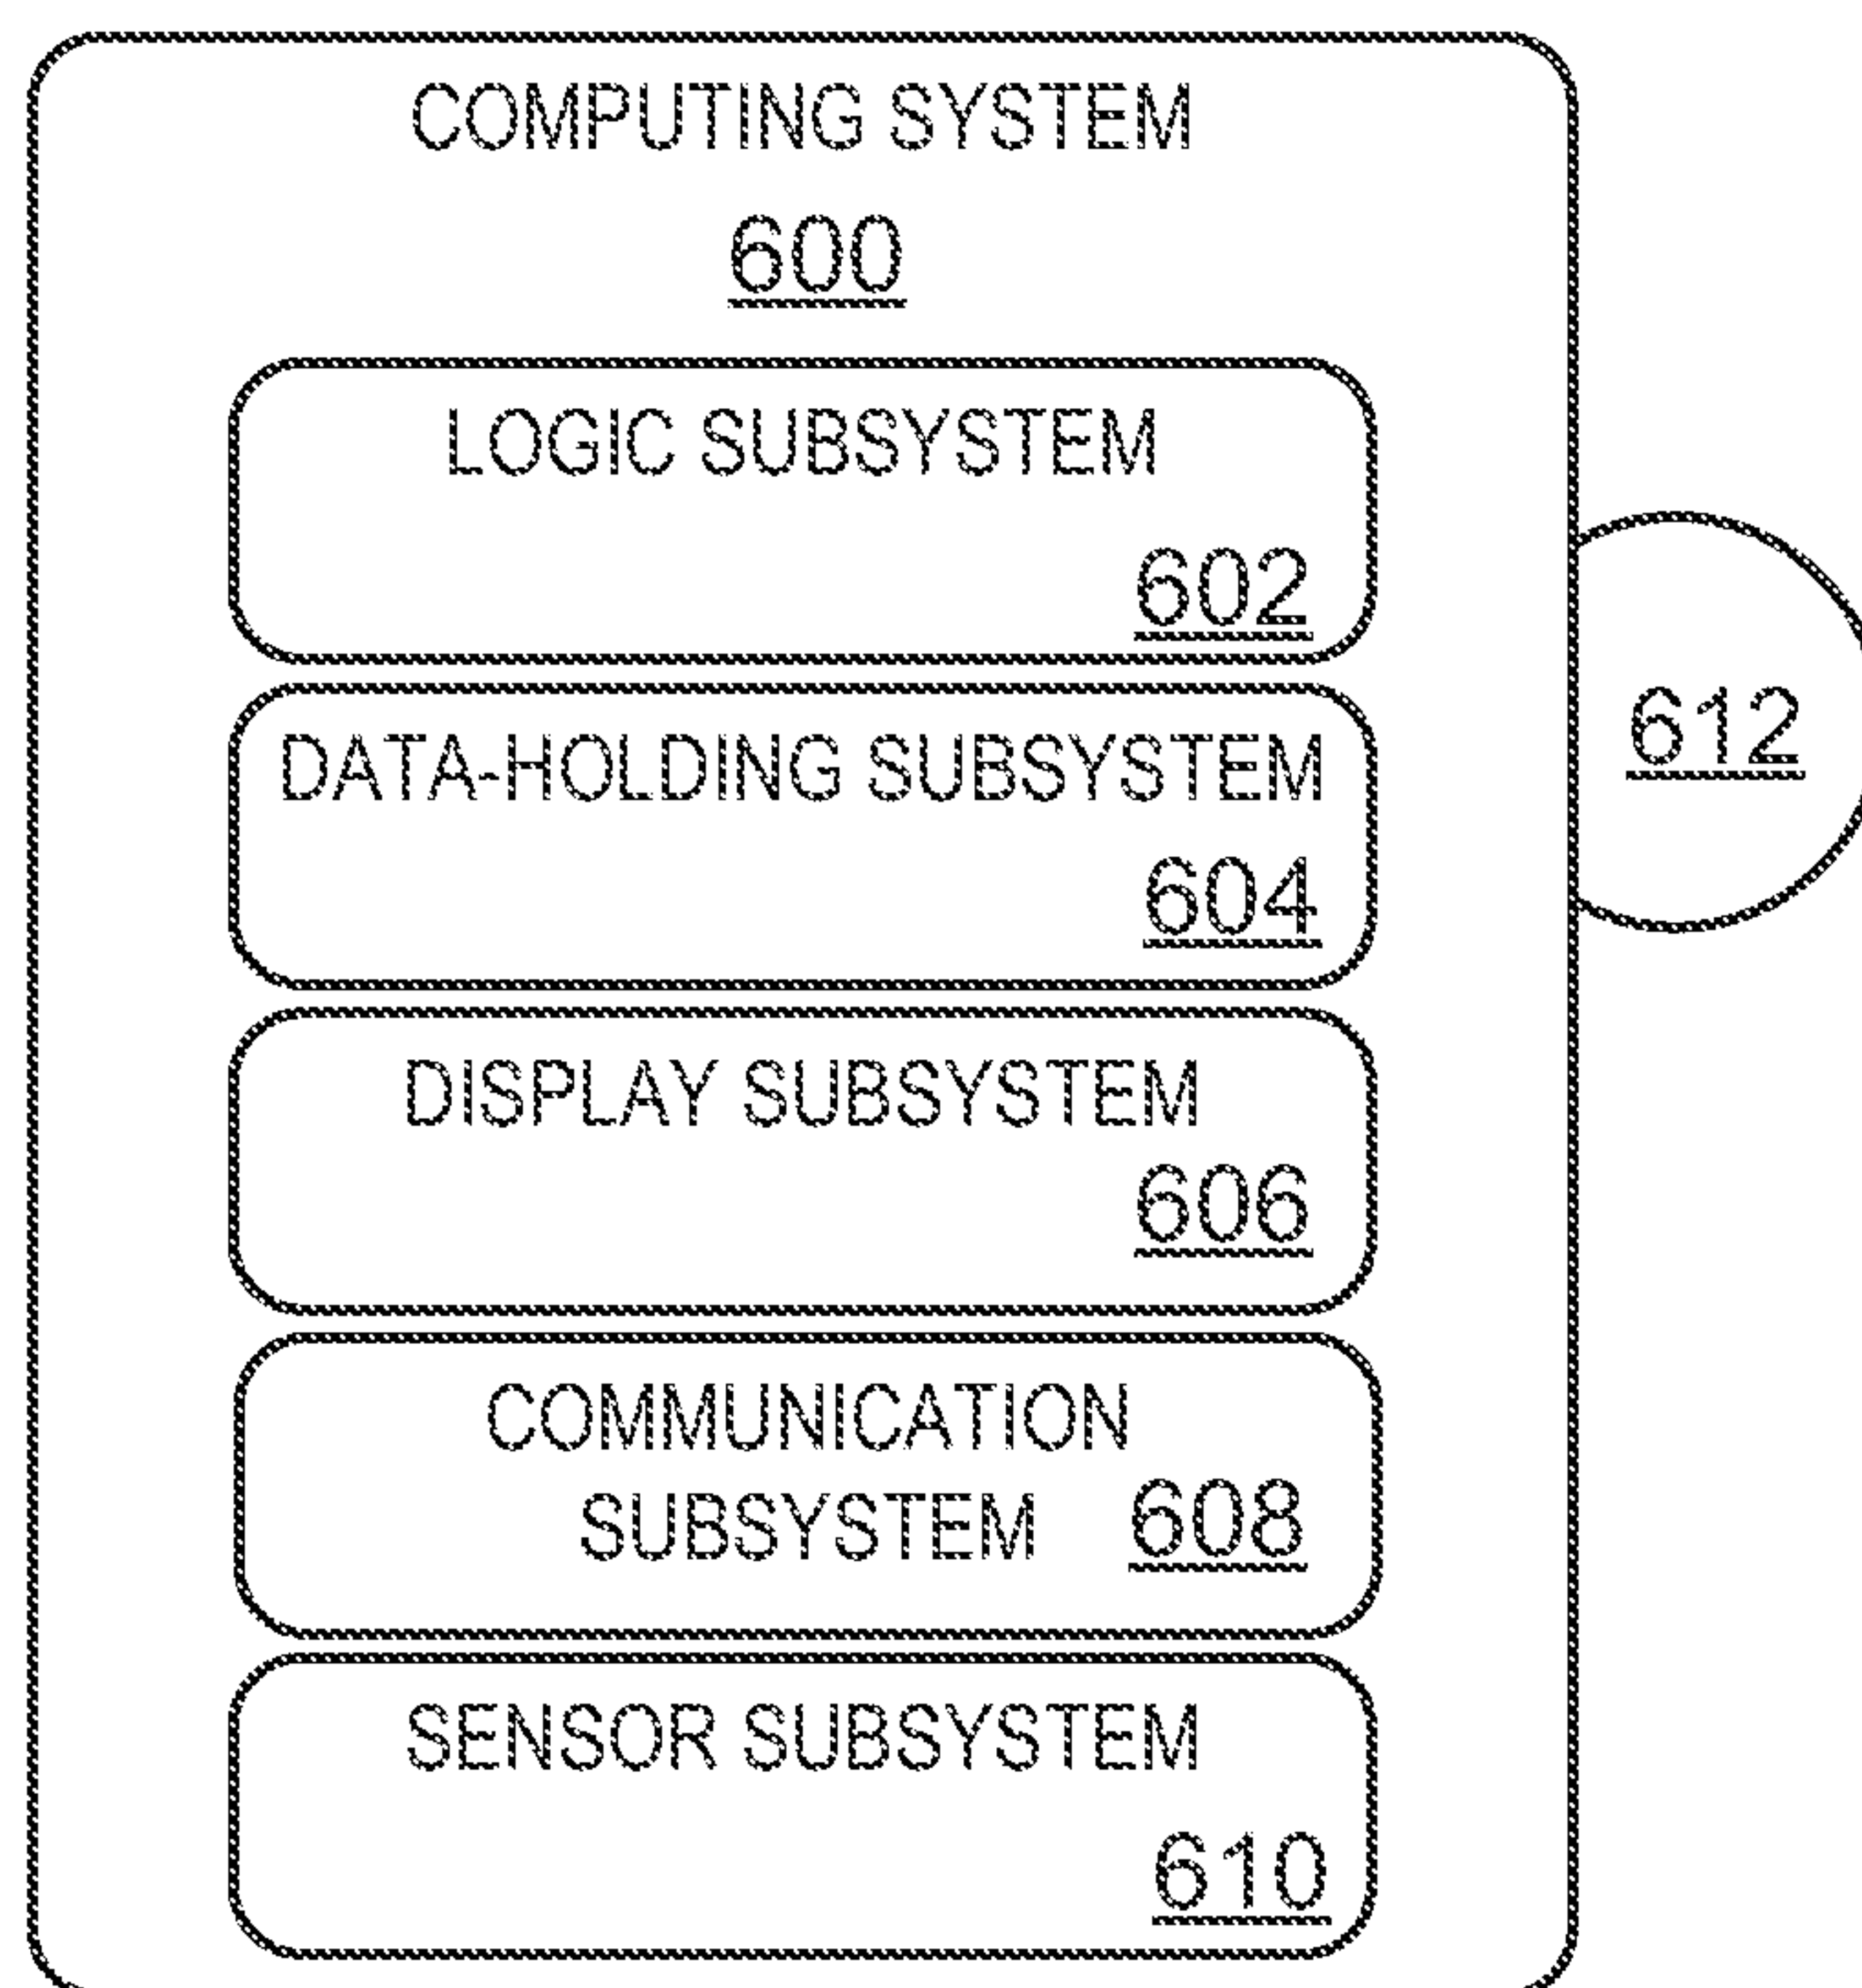 COMPUTING SYSTEM
600
LOGIC SUBSYSTEM
602
612
DATA-HOLDING SUBSYSTEM
604
DISPLAY SUBSYSTEM
606
COMMUNICATION
SUBSYSTEM 608
SENSOR SUBSYSTEM
610